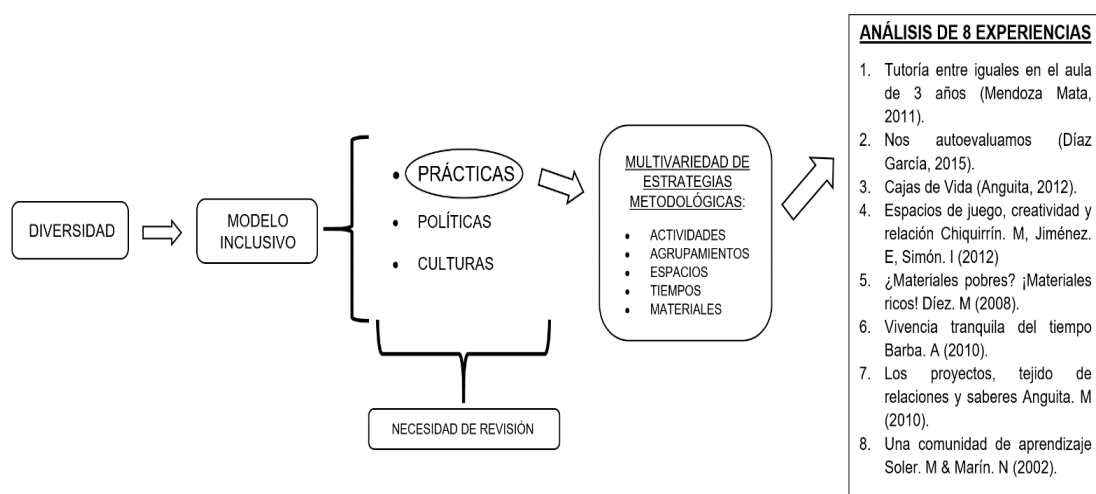 DIVERSIDAD
MODELO
INCLUSIVO
• PRÁCTICAS
• POLÍTICAS
• CULTURAS
NECESIDAD DE REVISIÓN
MULTIVARIEDAD DE
ESTRATEGIAS
METODOLÓGICAS:
• ACTIVIDADES
• AGRUPAMIENTOS
• ESPACIOS
• TIEMPOS
• MATERIALES
ANÁLISIS DE 8 EXPERIENCIAS
1. Tutoría entre iguales en el aula
de 3 años (Mendoza Mata,
2011).
2. Nos autoevaluamos (Díaz
García, 2015).
3. Cajas de Vida (Anguita, 2012).
4. Espacios de juego, creatividad y
relación Chiquirrín. M, Jiménez.
E, Simón. I (2012)
5. ¿Materiales pobres? ¡Materiales
ricos! Díez. M (2008).
6. Vivencia tranquila del tiempo
Barba. A (2010).
7. Los proyectos, tejido de
relaciones y saberes Anguita. M
(2010).
8. Una comunidad de aprendizaje
Soler. M & Marín. N (2002).